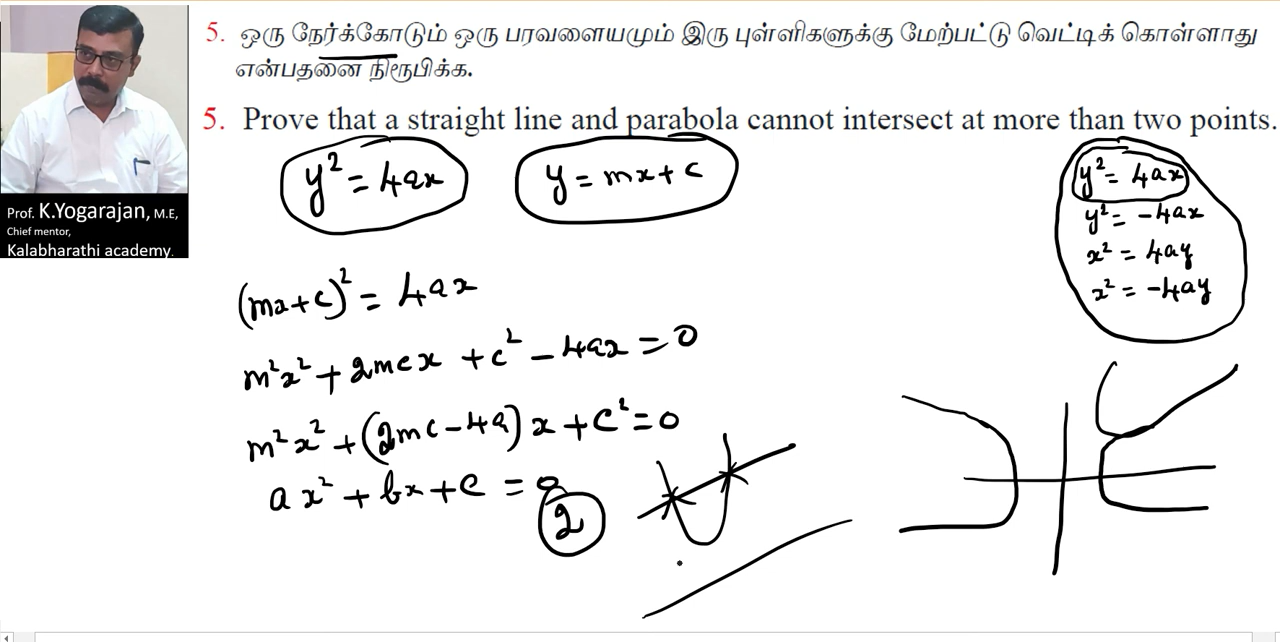 5. ஒரு நேர்க்கோடும் ஒரு பரவளையமும் இரு புள்ளிகளுக்கு மேற்பட்டு வெட்டிக் கொள்ளாது
என்பதனை நிரூபிக்க.
5. Prove that a straight line and parabola cannot intersect at more than two points.
y² = 4ax
y = mx + c
y² = 4ax
y² = -4ax
x² = 4ay
x² = -4ay
Prof. K.Yogarajan, M.E,
Chief mentor,
Kalabharathi academy.
(mx+c)² = 4ax
m²x² + 2mcx + c² - 4ax = 0
m²x² + (2mc - 4a)x + c² = 0
ax² + bx + c = 0
2